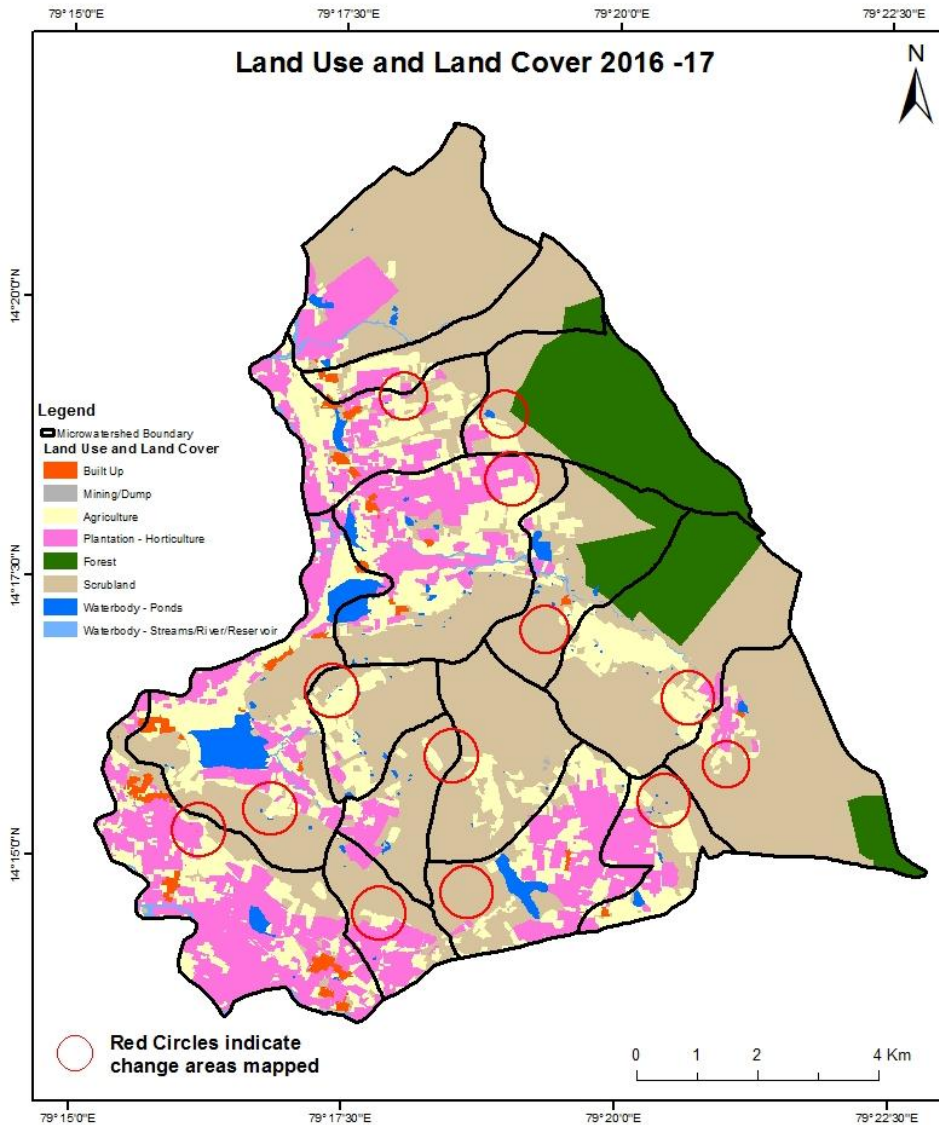 79° 15'0"E 79° 17'30"E 79° 20'0"E 79° 22'30"E
Land Use and Land Cover 2016 -17
N
14°20'0"N
14°17'30"N
14°15'0"N
Legend
Microwatershed Boundary
Land Use and Land Cover
Built Up
Mining/Dump
Agriculture
Plantation - Horticulture
Forest
Scrubland
Waterbody - Ponds
Waterbody - Streams/River/Reservoir
Red Circles indicate
change areas mapped
0 1 2 4 Km
79° 15'0"E 79° 17'30"E 79° 20'0"E 79° 22'30"E